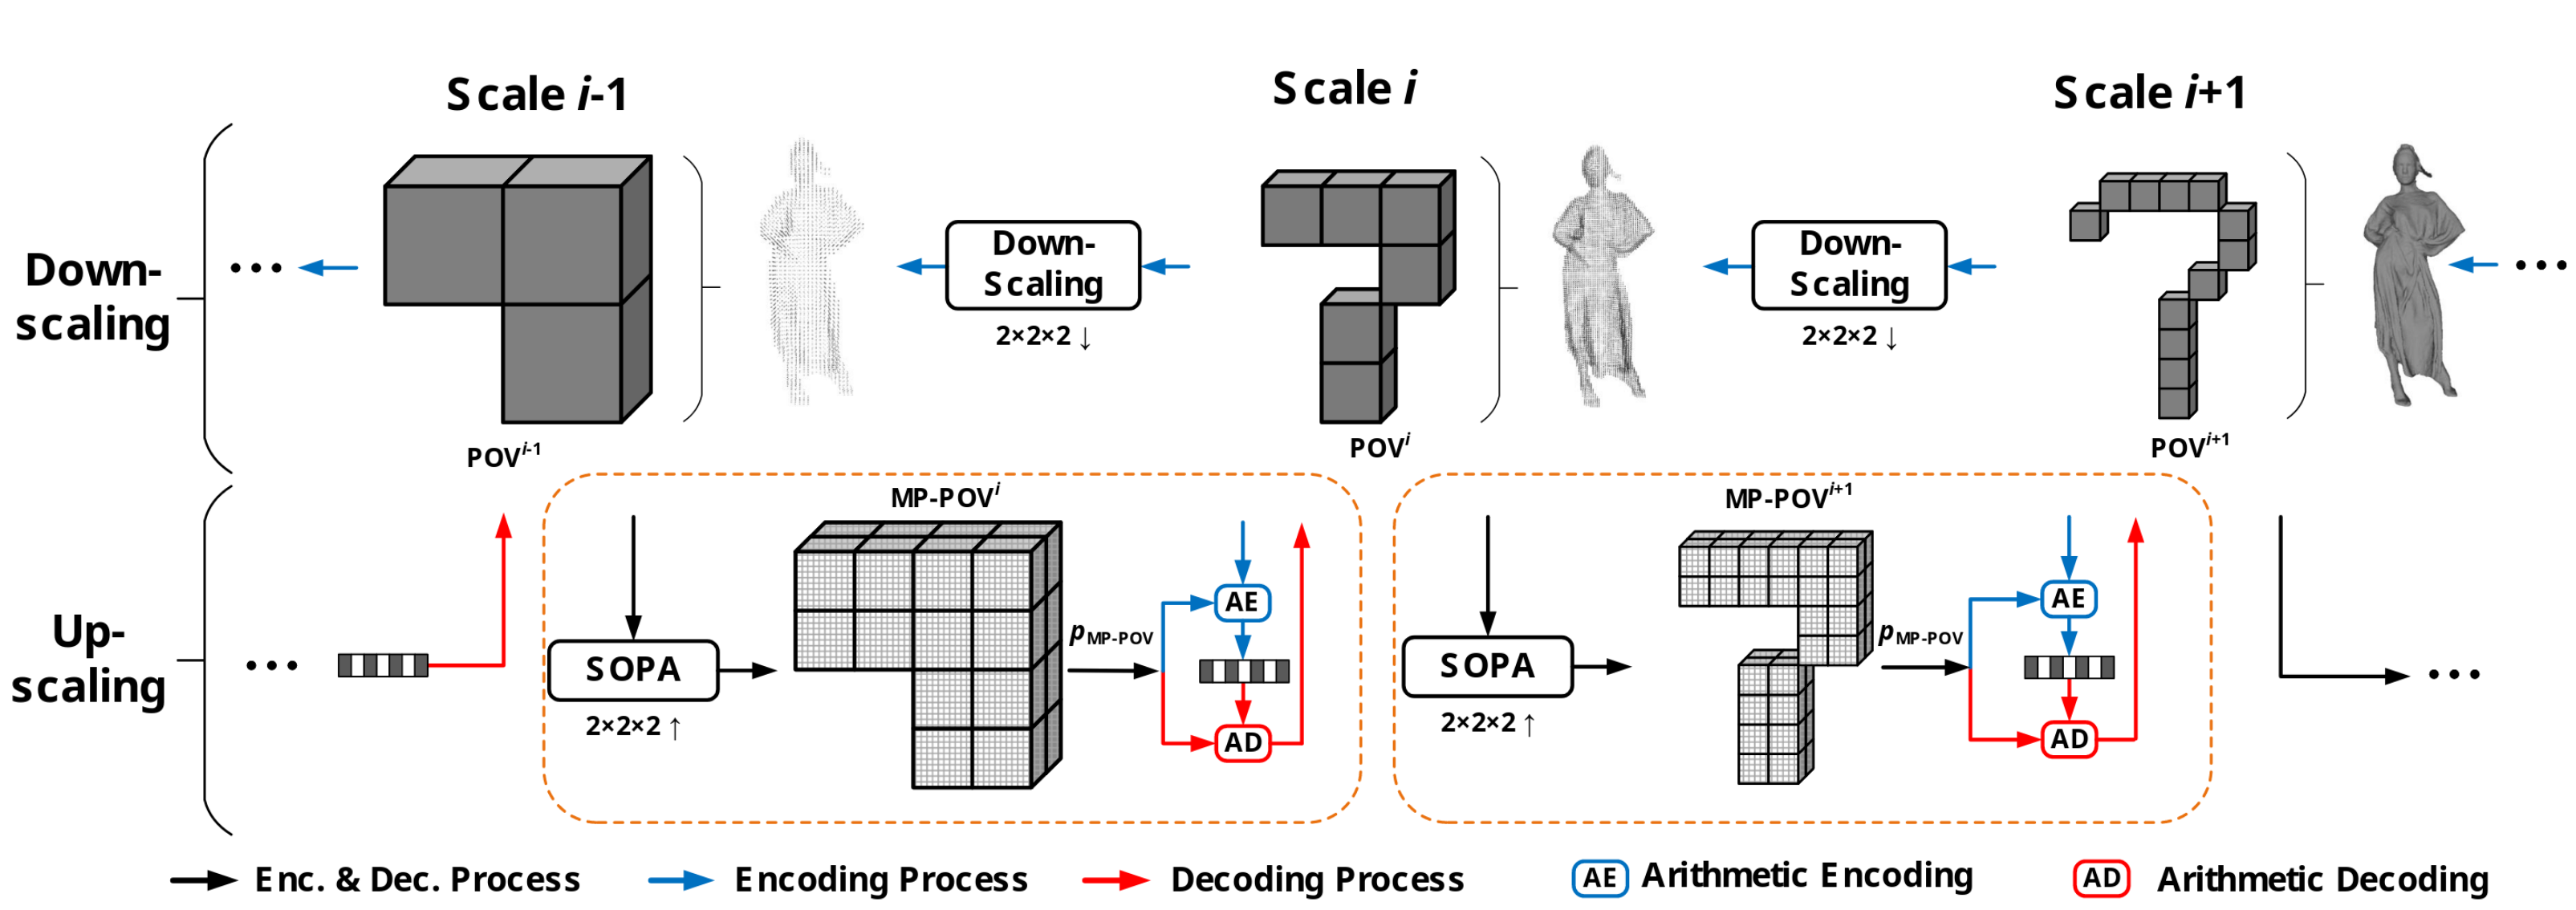 Scale i-1
Scale i
Scale i+1
Down-
scaling
Down-
Scaling
2×2×2 ↓
Down-
Scaling
2×2×2 ↓
POV^{i-1}
POV^{i}
POV^{i+1}
Up-
scaling
SOPA
2×2×2 ↑
MP-POV^{i}
p_{MP-POV}
AE
AD
SOPA
2×2×2 ↑
MP-POV^{i+1}
p_{MP-POV}
AE
AD
Enc. & Dec. Process
Encoding Process
Decoding Process
AE Arithmetic Encoding
AD Arithmetic Decoding